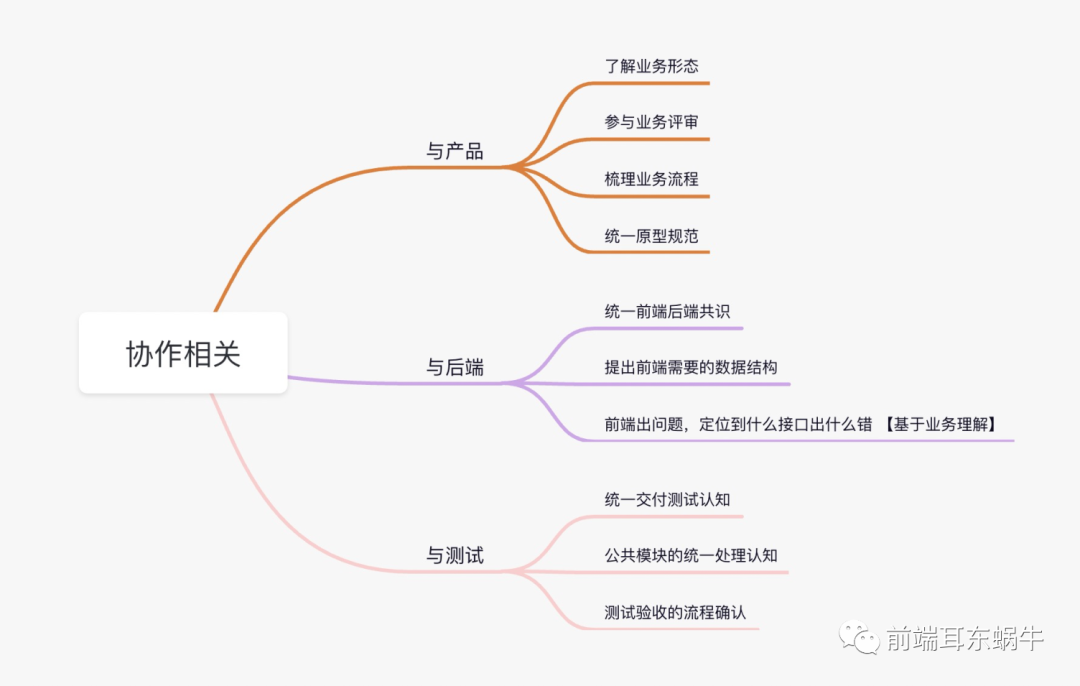 协作相关
与产品
了解业务形态
参与业务评审
梳理业务流程
统一原型规范
与后端
统一前端后端共识
提出前端需要的数据结构
前端出问题，定位到什么接口出什么错 【基于业务理解】
与测试
统一交付测试认知
公共模块的统一处理认知
测试验收的流程确认
前端耳东蜗牛